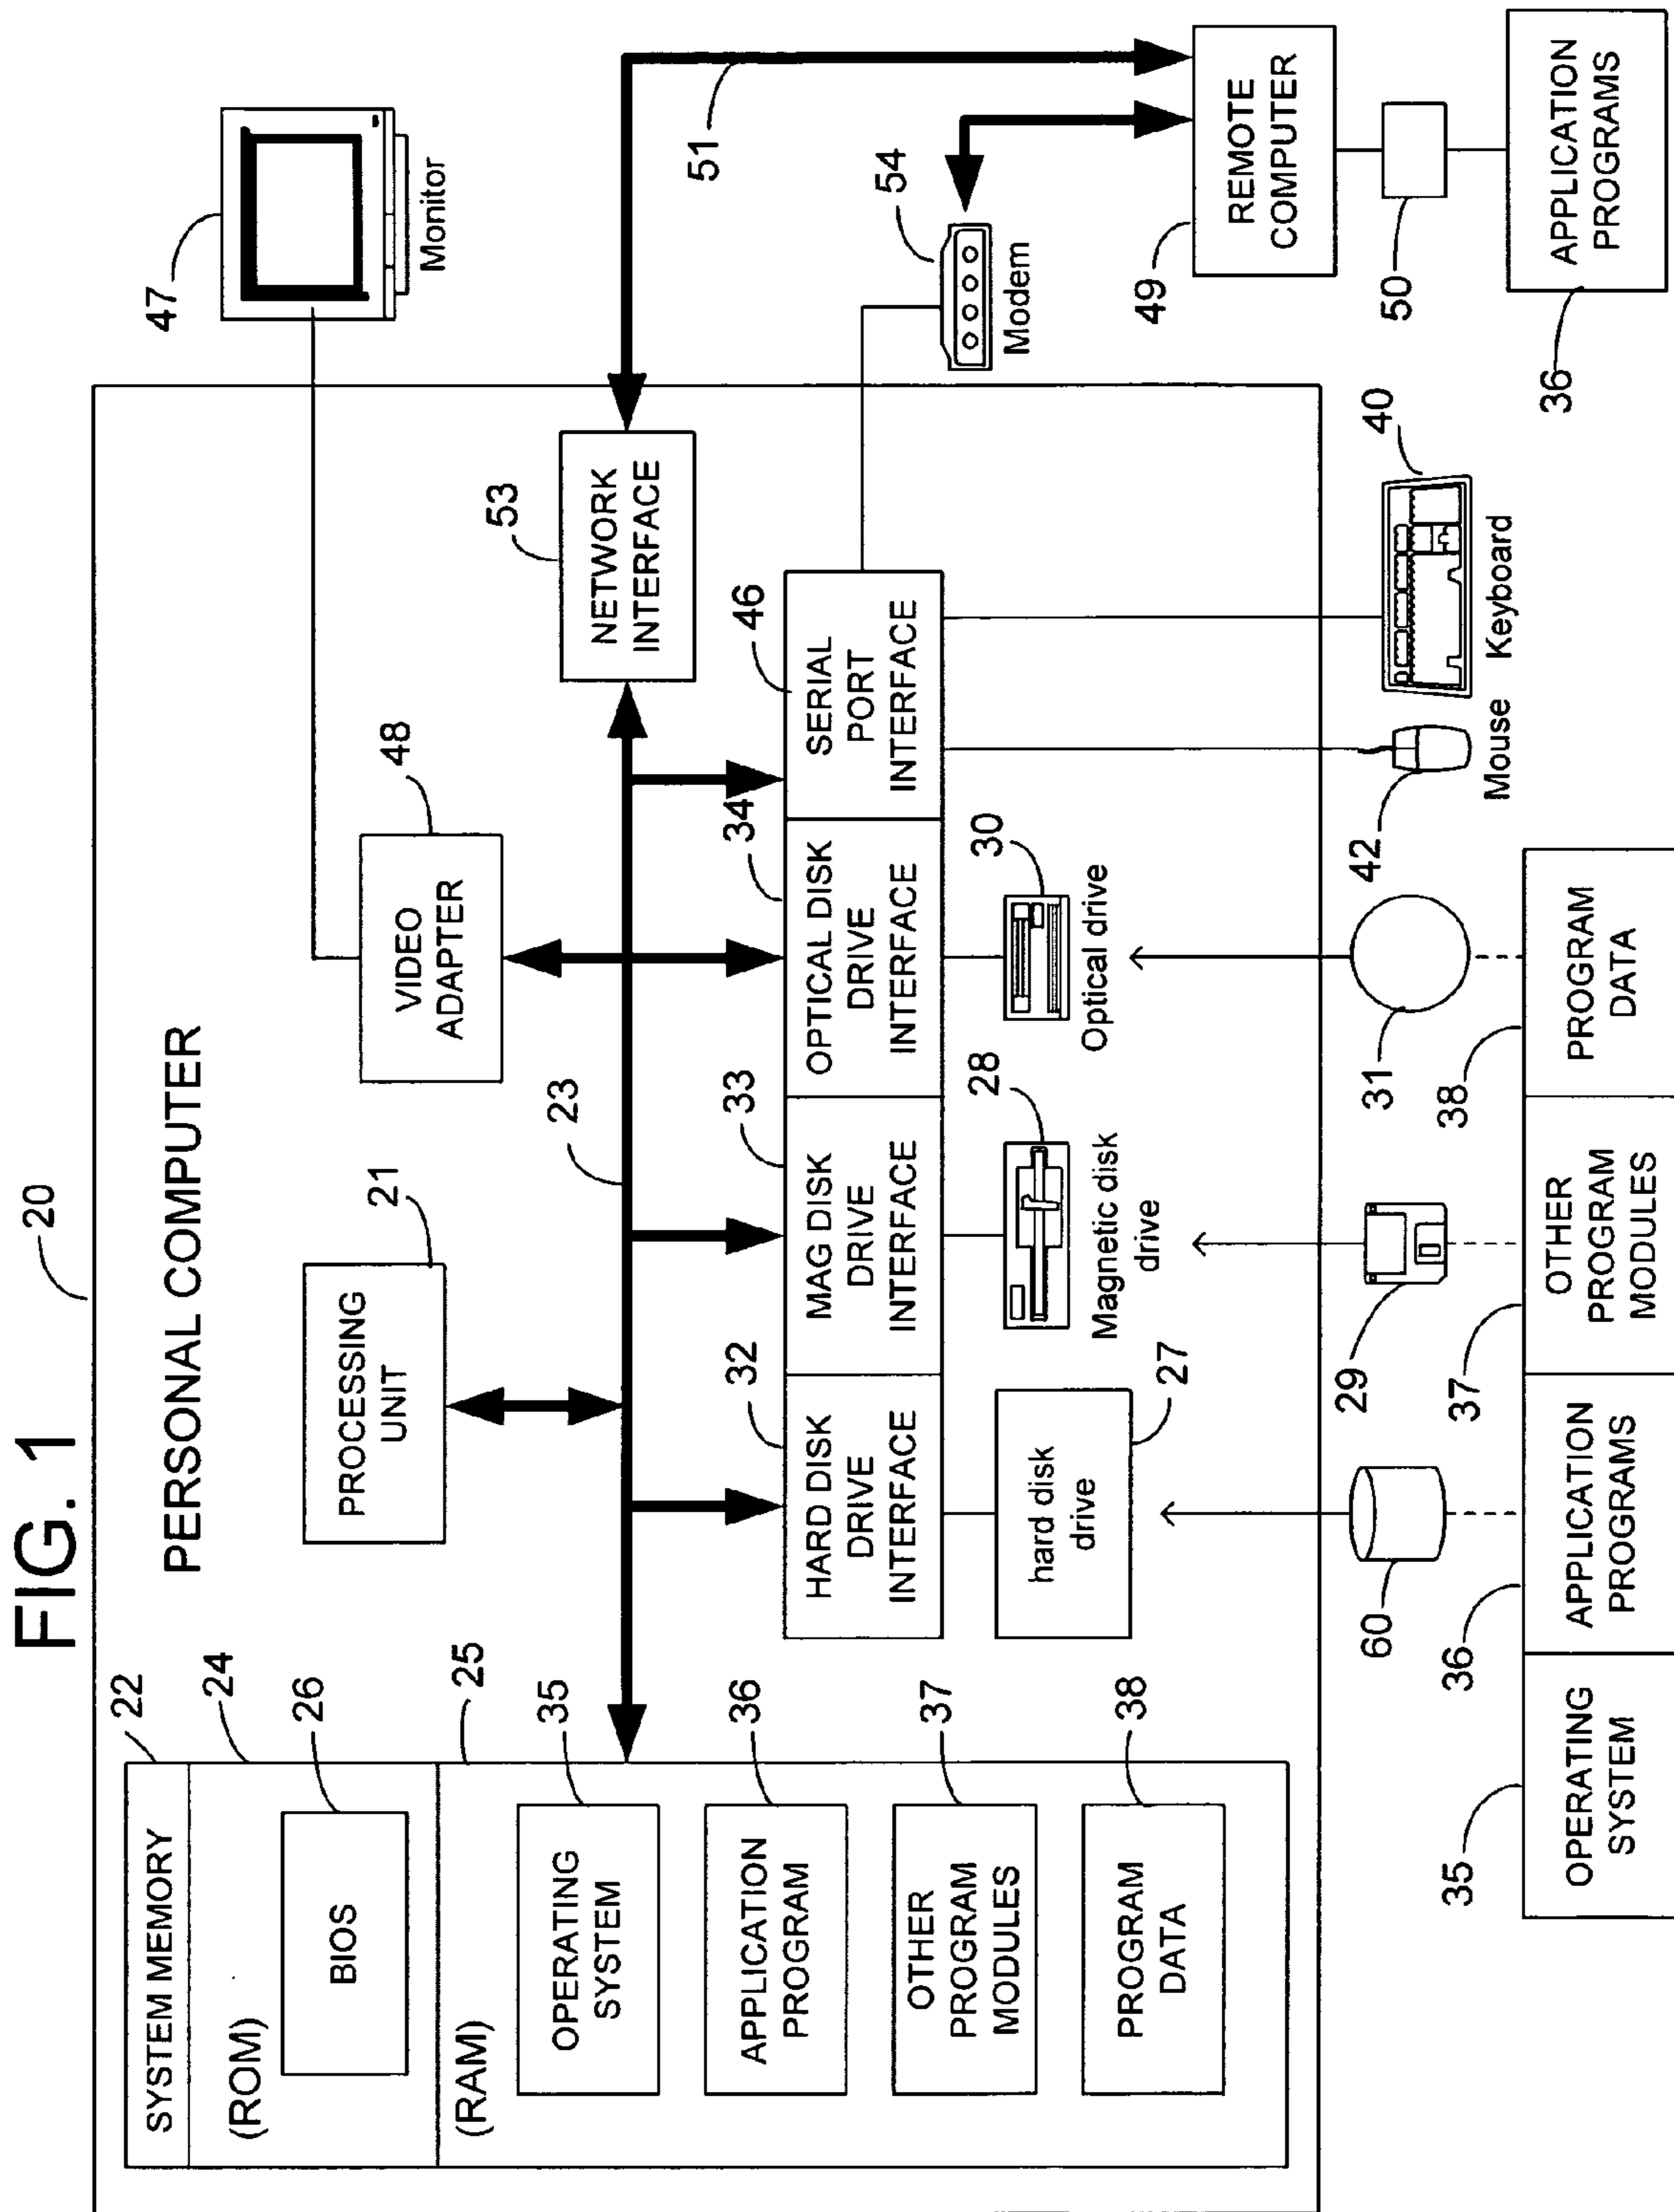 FIG. 1
20
PERSONAL COMPUTER
SYSTEM MEMORY
22
(ROM)
24
BIOS
26
(RAM)
25
OPERATING
SYSTEM
35
APPLICATION
PROGRAM
36
OTHER
PROGRAM
MODULES
37
PROGRAM
DATA
38
PROCESSING
UNIT
21
23
VIDEO
ADAPTER
48
47
Monitor
NETWORK
INTERFACE
53
51
HARD DISK
DRIVE
INTERFACE
32
MAG DISK
DRIVE
INTERFACE
33
OPTICAL DISK
DRIVE
INTERFACE
34
SERIAL
PORT
INTERFACE
46
hard disk
drive
27
Magnetic disk
drive
28
Optical drive
30
Modem
54
REMOTE
COMPUTER
49
50
APPLICATION
PROGRAMS
36
60
29
31
42
Mouse
40
Keyboard
35
OPERATING
SYSTEM
36
APPLICATION
PROGRAMS
37
OTHER
PROGRAM
MODULES
38
PROGRAM
DATA